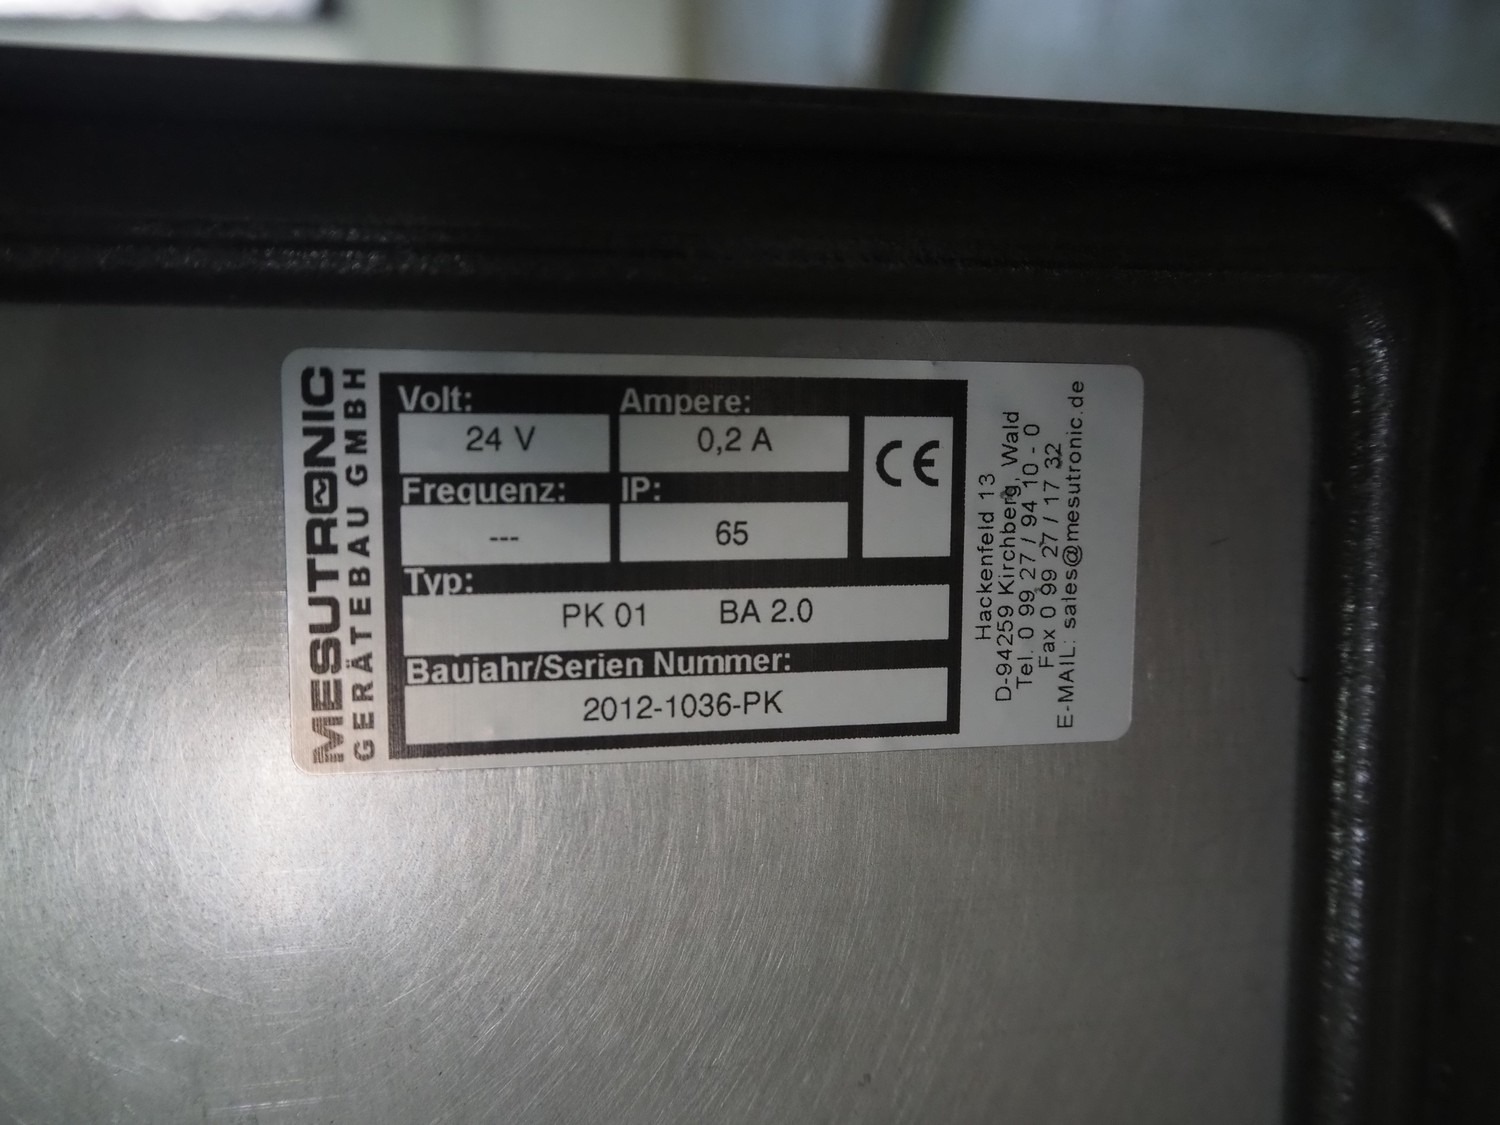 MESUTRONIC
GERÄTEBAU GMBH
Volt:
24 V
Ampere:
0,2 A
CE
Frequenz:
---
IP:
65
Typ:
PK 01 BA 2.0
Baujahr/Serien Nummer:
2012-1036-PK
Hackenfeld 13
D-94259 Kirchberg, Wald
Tel. 0 99 27 / 94 10 - 0
Fax 0 99 27 / 17 32
E-MAIL: sales@mesutronic.de